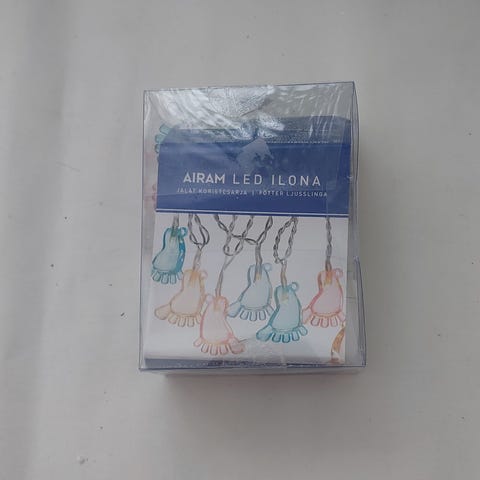 AIRAM LED ILONA
JALAT KORISTESARJA | FÖTTER LJUSSLINGA